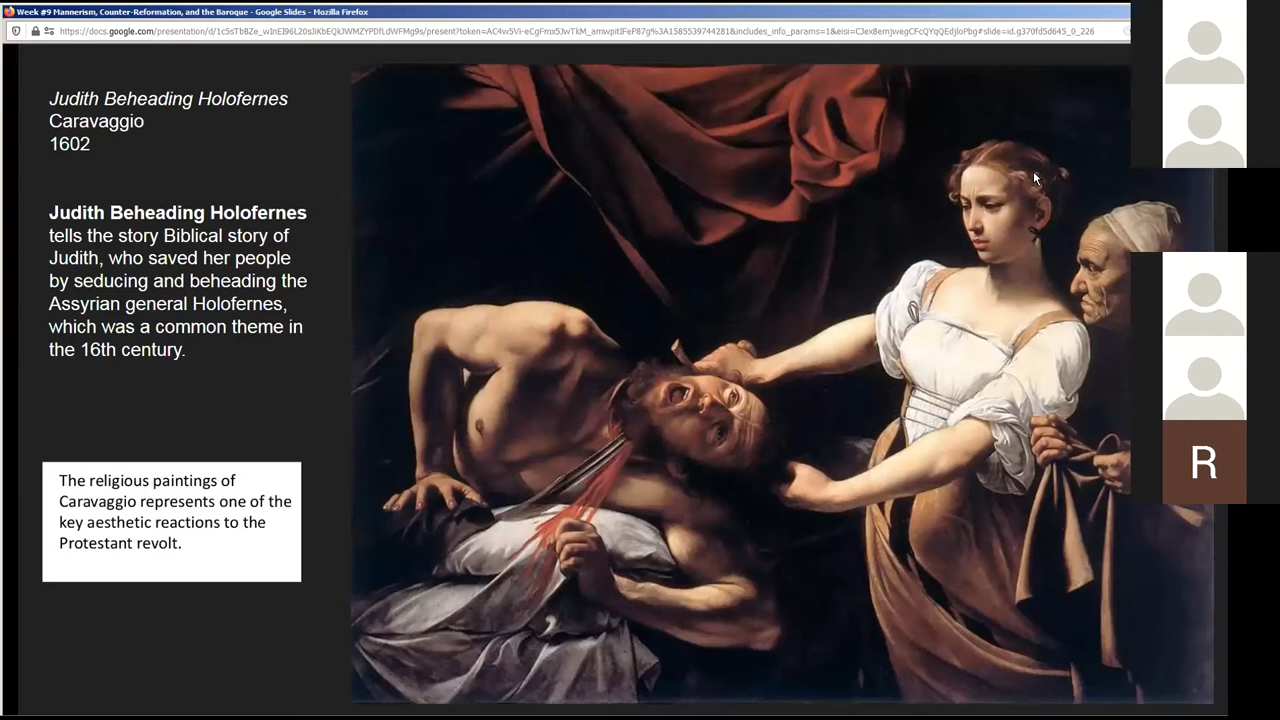 Week #9 Mannerism, Counter-Reformation, and the Baroque - Google Slides - Mozilla Firefox
Judith Beheading Holofernes
Caravaggio
1602
Judith Beheading Holofernes
tells the story Biblical story of
Judith, who saved her people
by seducing and beheading the
Assyrian general Holofernes,
which was a common theme in
the 16th century.
The religious paintings of
Caravaggio represents one of the
key aesthetic reactions to the
Protestant revolt.
R